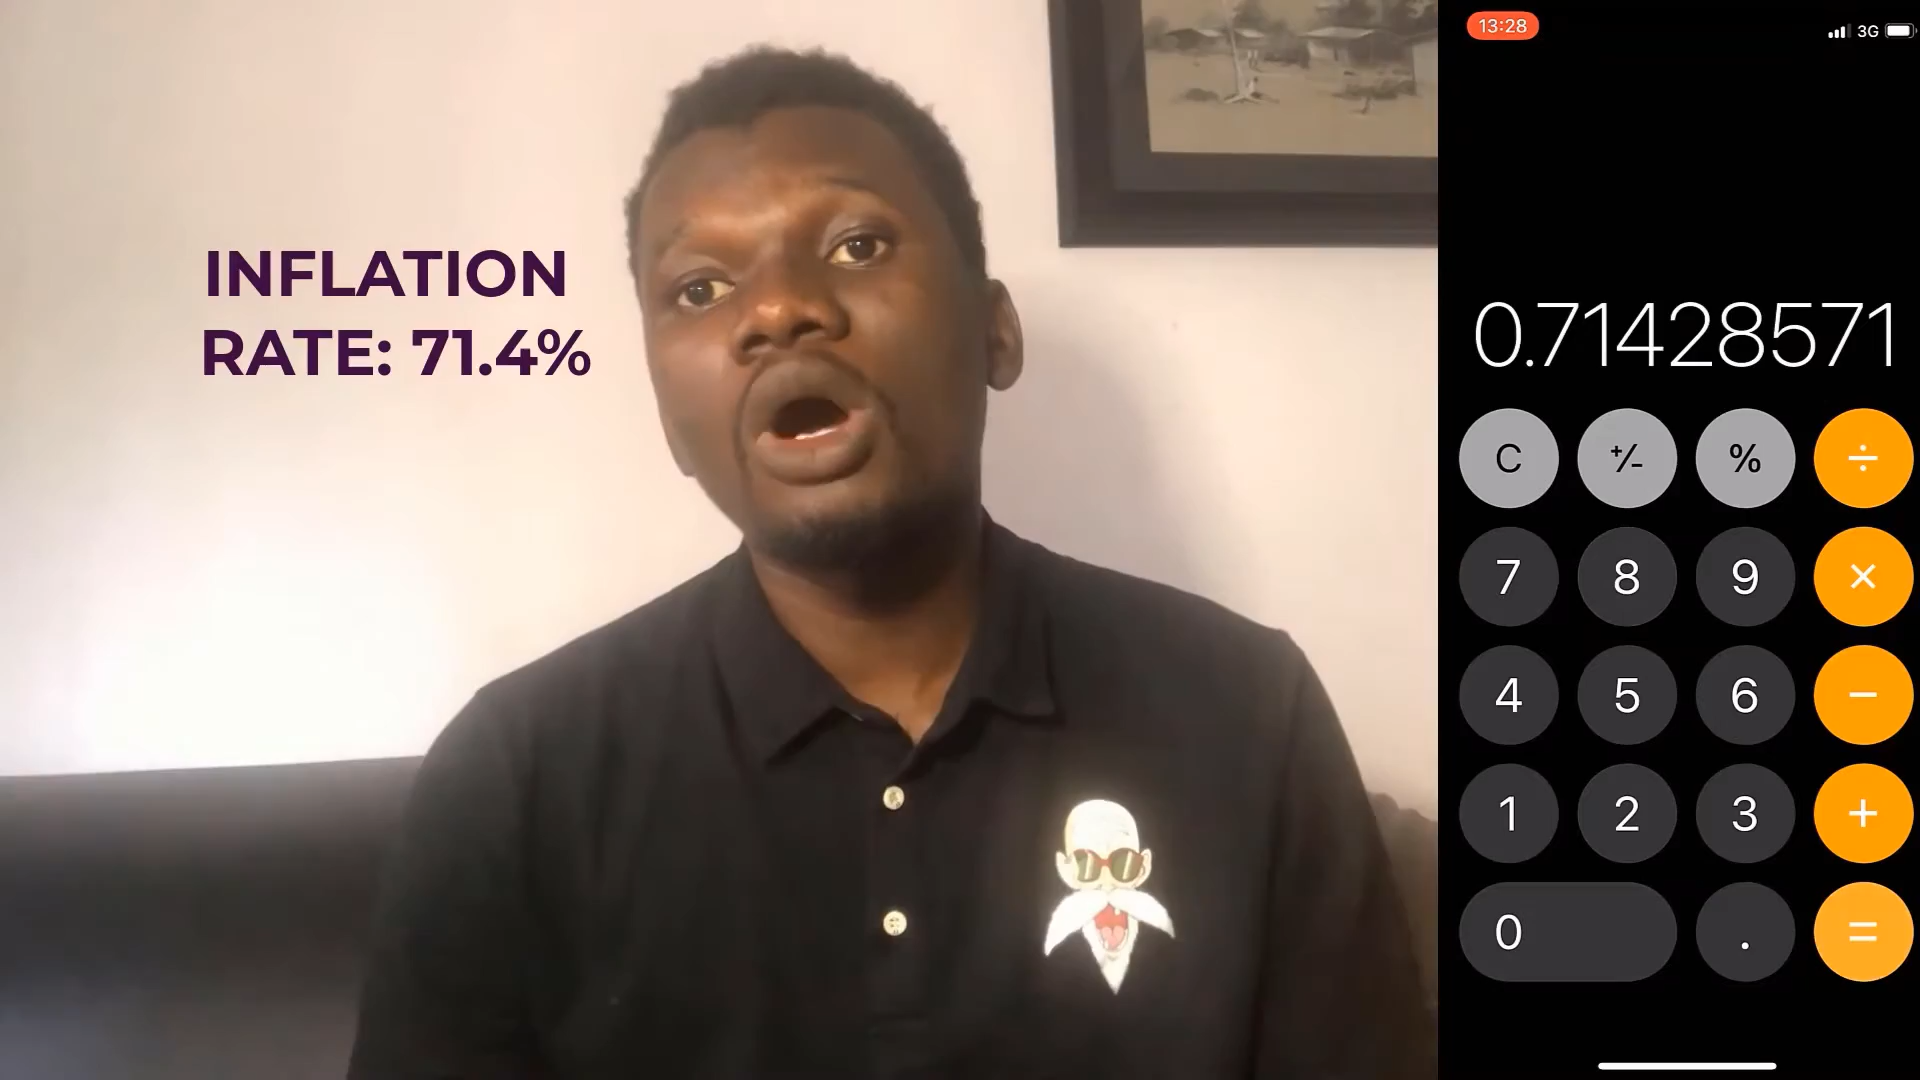 INFLATION
RATE: 71.4%
13:28
3G
0.71428571
C +/- % ÷
7 8 9 ×
4 5 6 −
1 2 3 +
0 . =